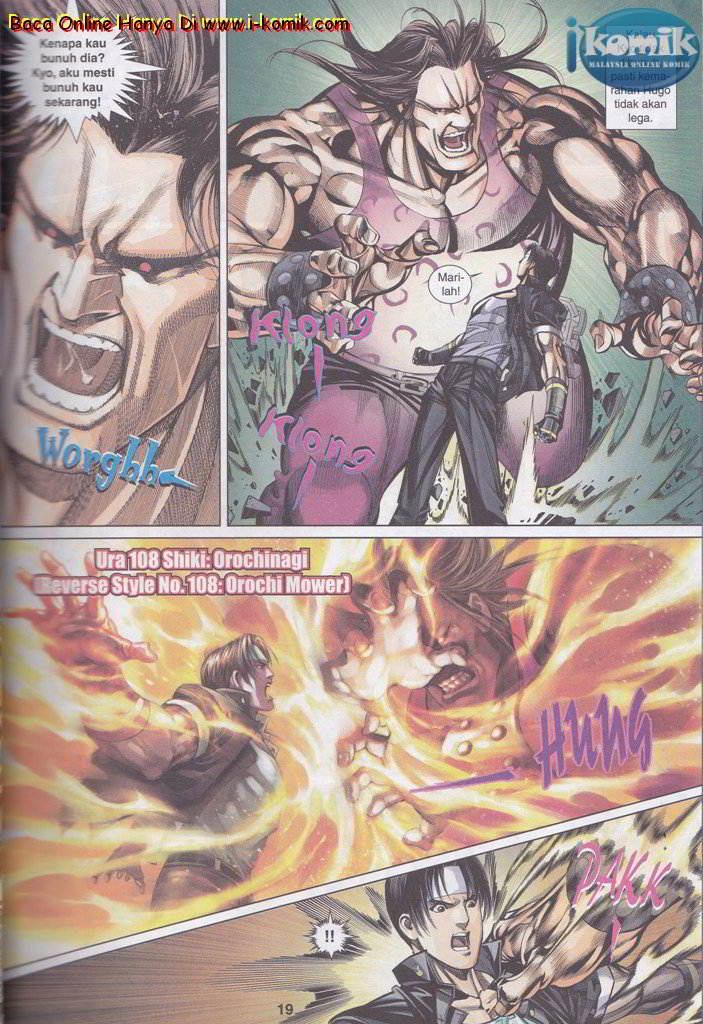 Baca Online Hanya Di www.i-komik.com
ikomik
MALAYSIA ONLINE KOMIK
Kenapa kau
bunuh dia?
Kyo, aku mesti
bunuh kau
sekarang!
pasti kema-
rahan Hugo
tidak akan
lega.
Mari-
lah!
Klong
!
Klong
!
Worghha
Ura 108 Shiki: Orochinagi
(Reverse Style No. 108: Orochi Mower)
HUNG
PAKK
!
!!
19